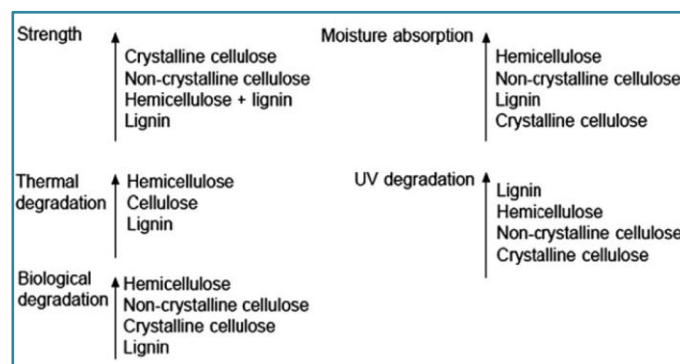 Strength
Crystalline cellulose
Non-crystalline cellulose
Hemicellulose + lignin
Lignin
Moisture absorption
Hemicellulose
Non-crystalline cellulose
Lignin
Crystalline cellulose
Thermal
degradation
Hemicellulose
Cellulose
Lignin
UV degradation
Lignin
Hemicellulose
Non-crystalline cellulose
Crystalline cellulose
Biological
degradation
Hemicellulose
Non-crystalline cellulose
Crystalline cellulose
Lignin